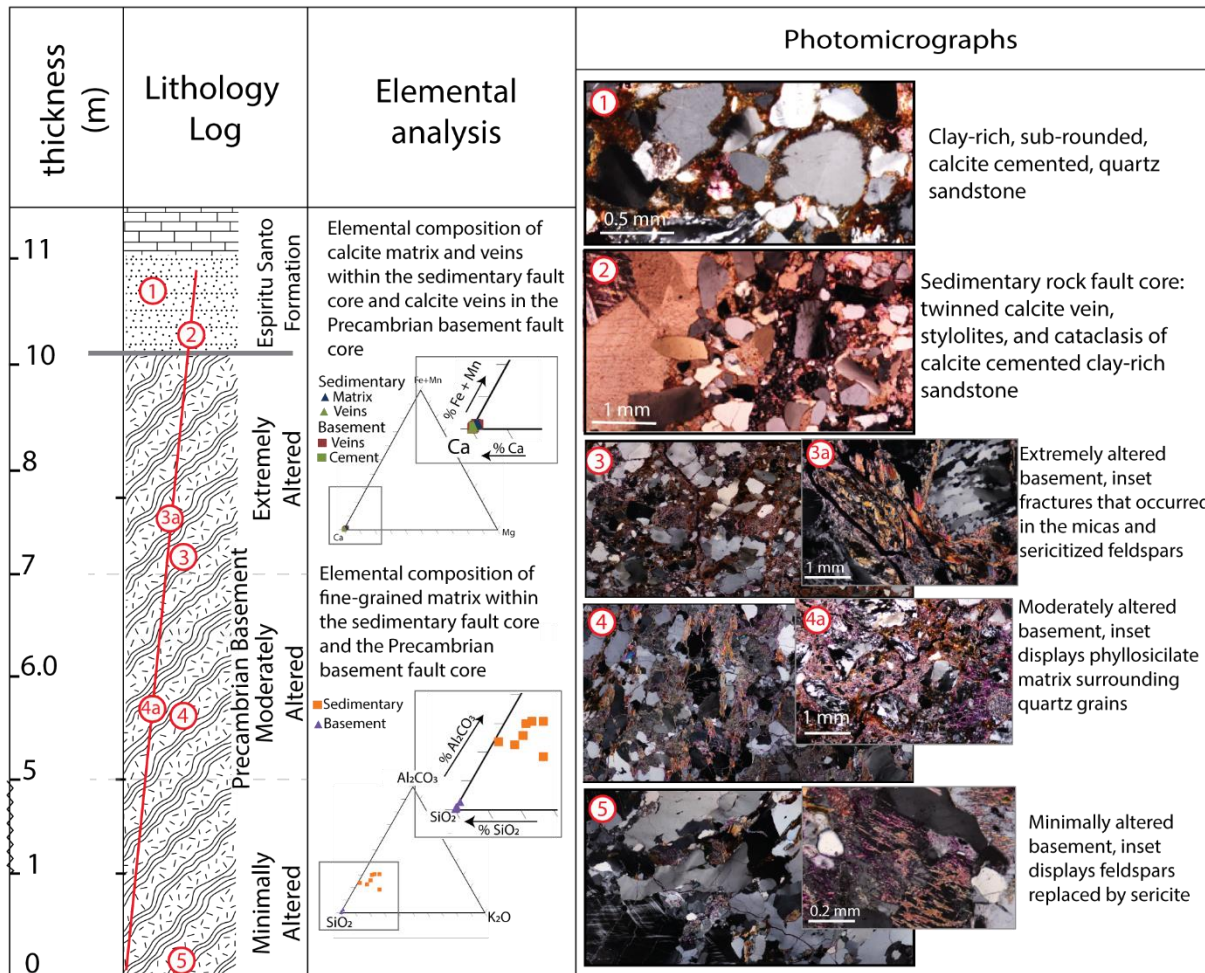 thickness
(m)
Lithology
Log
Elemental
analysis
Photomicrographs
11
10
8
7
6.0
.5
1
0
1
2
3a
3
4a
4
5
Espiritu Santo
Formation
Precambrian Basement
Extremely
Altered
Moderately
Altered
Minimally
Altered
Elemental composition of
calcite matrix and veins
within the sedimentary fault
core and calcite veins in the
Precambrian basement fault
core
Sedimentary
Matrix
Veins
Basement
Veins
Cement
Fe+Mn
Ca
Mg
% Fe + Mn
Ca
% Ca
Elemental composition of
fine-grained matrix within
the sedimentary fault core
and the Precambrian
basement fault core
Sedimentary
Basement
Al₂CO₃
SiO₂
K₂O
% Al₂CO₃
SiO₂
% SiO₂
1
0.5 mm
Clay-rich, sub-rounded,
calcite cemented, quartz
sandstone
2
1 mm
Sedimentary rock fault core:
twinned calcite vein,
stylolites, and cataclasis of
calcite cemented clay-rich
sandstone
3
3a
1 mm
Extremely altered
basement, inset
fractures that occurred
in the micas and
sericitized feldspars
4
4a
1 mm
Moderately altered
basement, inset
displays phyllosilicate
matrix surrounding
quartz grains
5
0.2 mm
Minimally altered
basement, inset
displays feldspars
replaced by sericite